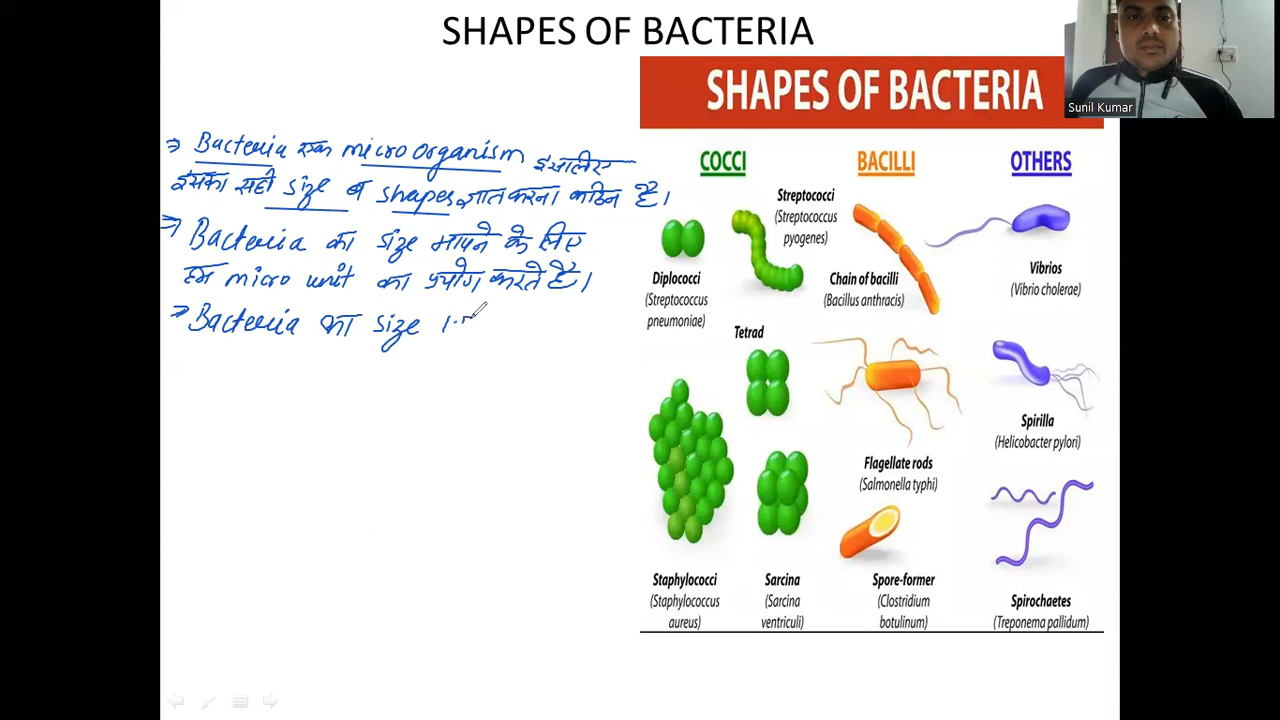 SHAPES OF BACTERIA
Sunil Kumar
⇒ Bacteria एक micro organism इसलिए
इसका सही size व shapes ज्ञात करना कठिन है।
⇒ Bacteria का size मापने के लिए
हम micro unit का प्रयोग करते है।
⇒ Bacteria का size
SHAPES OF BACTERIA
COCCI
Diplococci
(Streptococcus
pneumoniae)
Streptococci
(Streptococcus
pyogenes)
Tetrad
Staphylococci
(Staphylococcus
aureus)
Sarcina
(Sarcina
ventriculi)
BACILLI
Chain of bacilli
(Bacillus anthracis)
Flagellate rods
(Salmonella typhi)
Spore-former
(Clostridium
botulinum)
OTHERS
Vibrios
(Vibrio cholerae)
Spirilla
(Helicobacter pylori)
Spirochaetes
(Treponema pallidum)